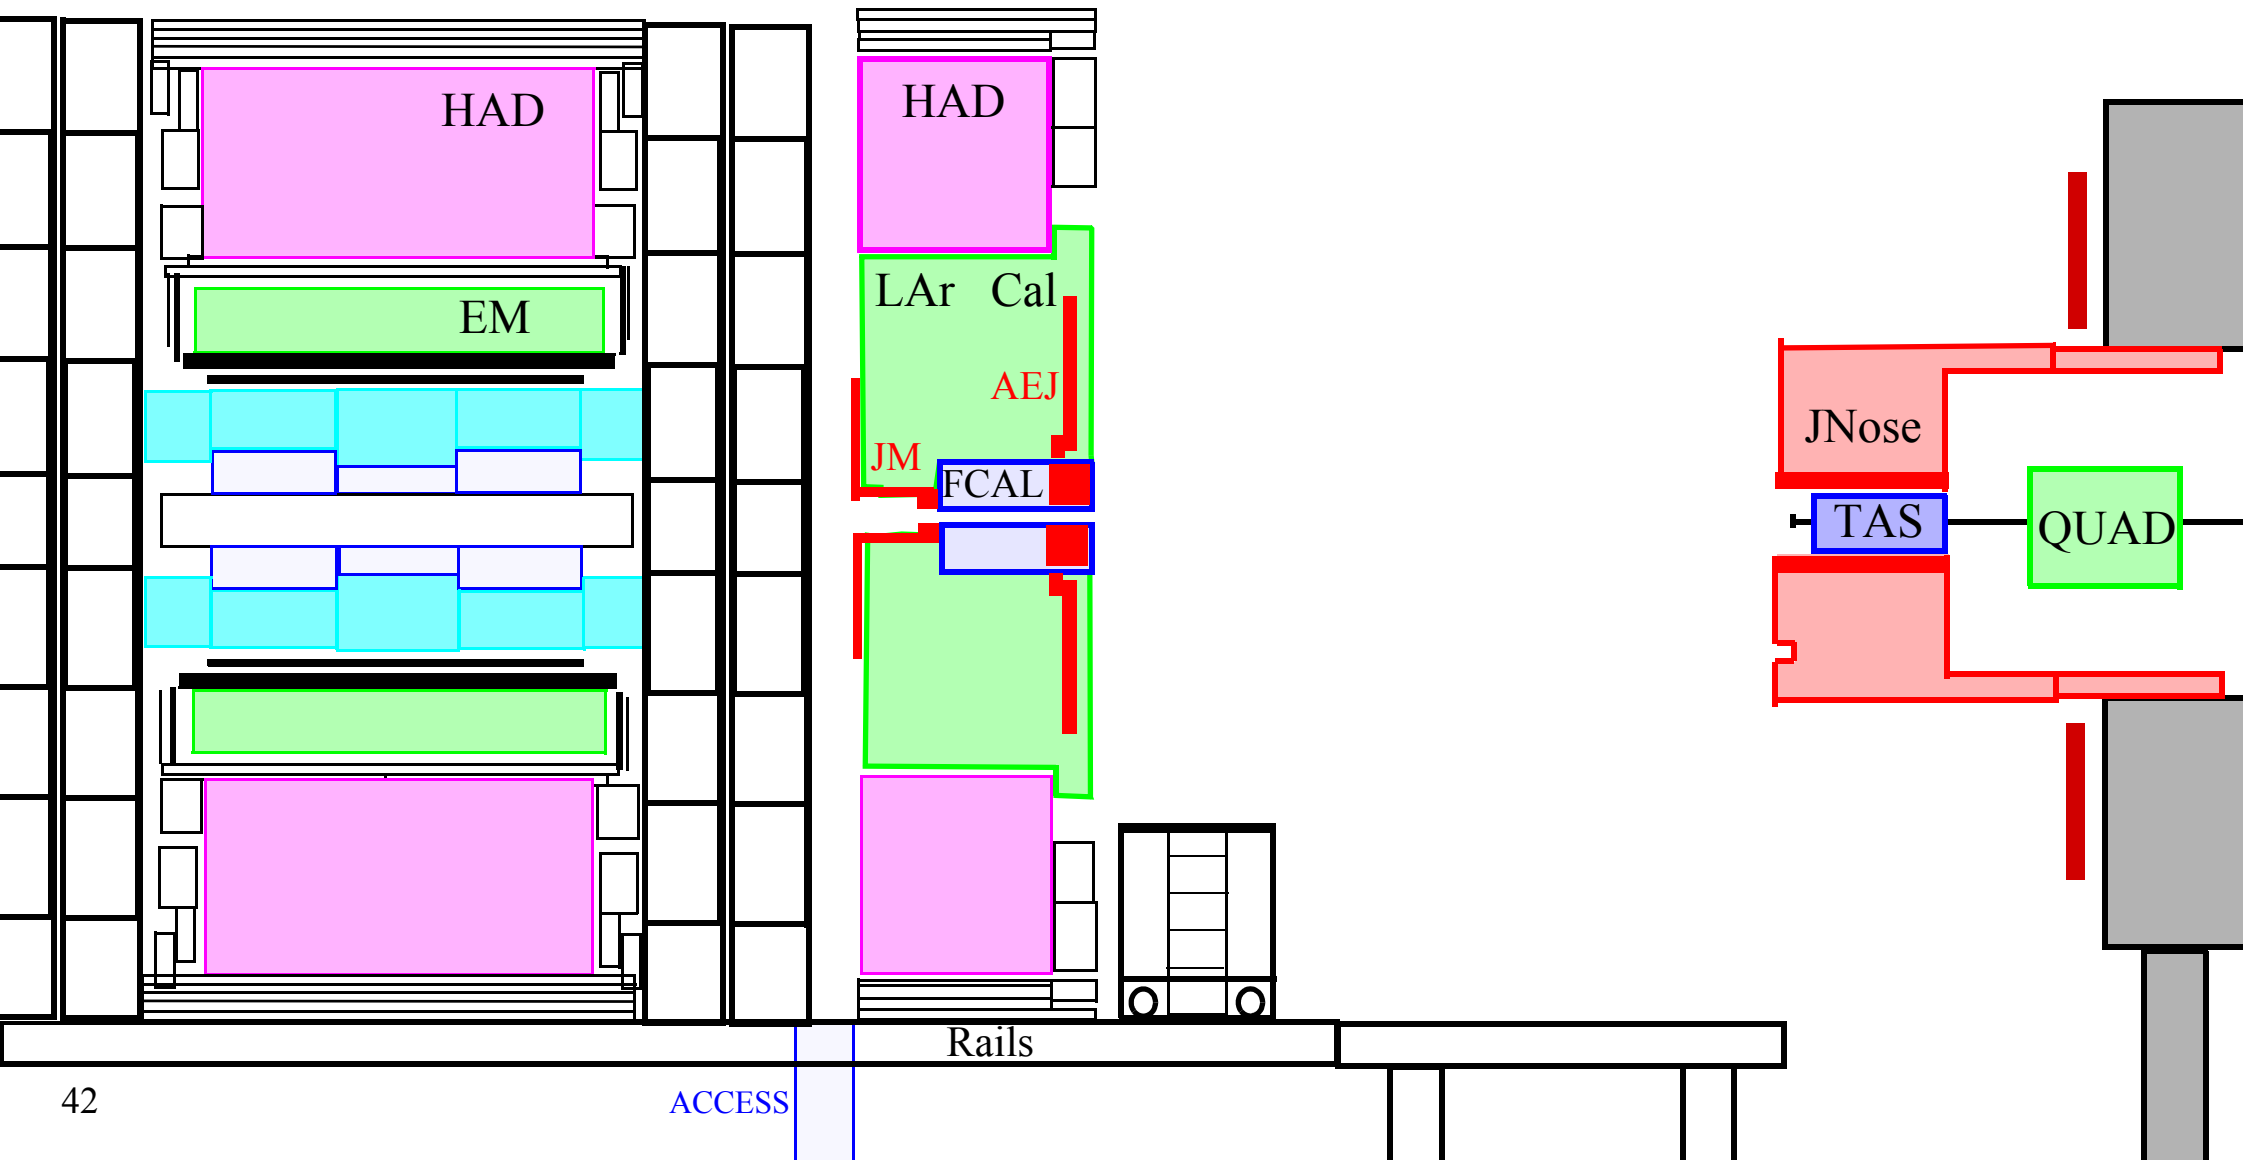 HAD
HAD
LAr Cal
EM
AEJ
JM
FCAL
JNose
TAS
QUAD
Rails
42
ACCESS